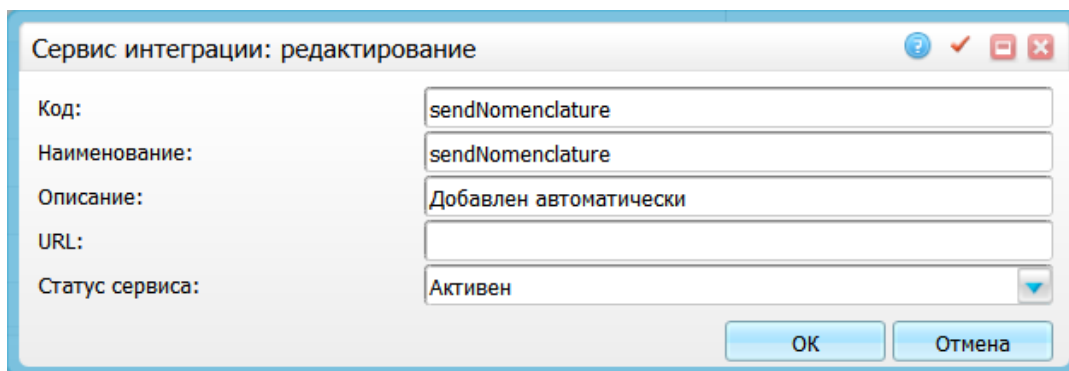 Сервис интеграции: редактирование
Код: sendNomenclature
Наименование: sendNomenclature
Описание: Добавлен автоматически
URL:
Статус сервиса: Активен
ОК Отмена